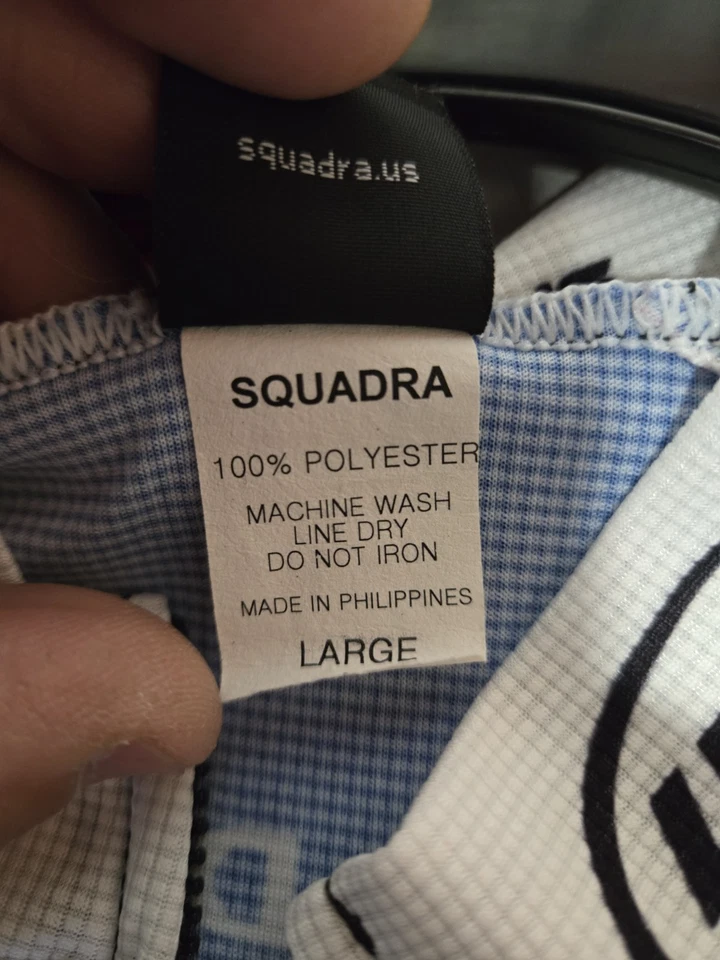 squadra.us
SQUADRA
100% POLYESTER
MACHINE WASH
LINE DRY
DO NOT IRON
MADE IN PHILIPPINES
LARGE